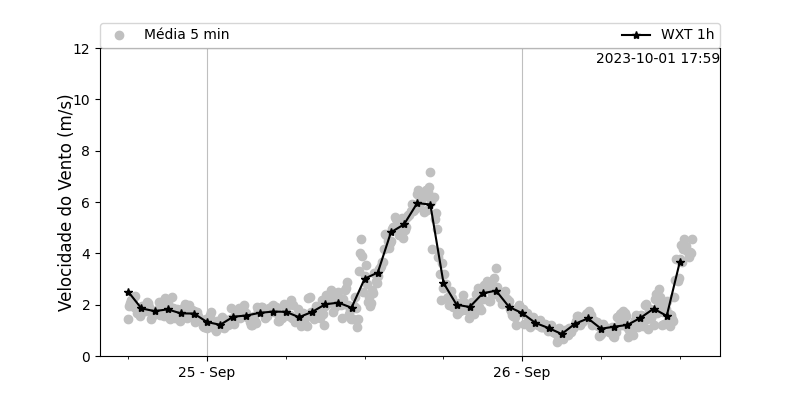 Média 5 min
WXT 1h
2023-10-01 17:59
Velocidade do Vento (m/s)
12
10
8
6
4
2
0
25 - Sep
26 - Sep